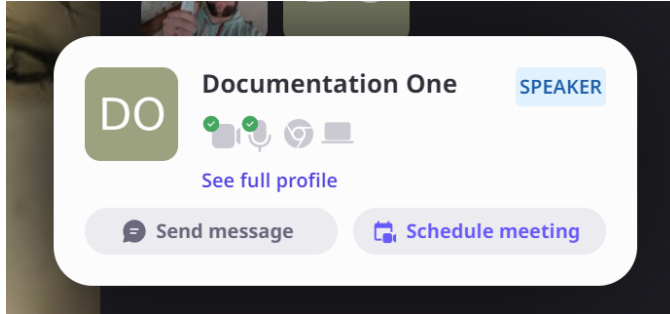 DO
Documentation One
SPEAKER
See full profile
Send message
Schedule meeting